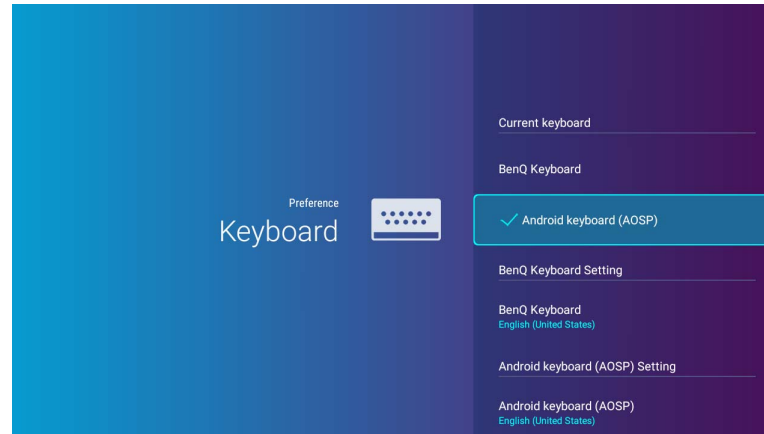 Preference
Keyboard
Current keyboard
BenQ Keyboard
Android keyboard (AOSP)
BenQ Keyboard Setting
BenQ Keyboard
English (United States)
Android keyboard (AOSP) Setting
Android keyboard (AOSP)
English (United States)